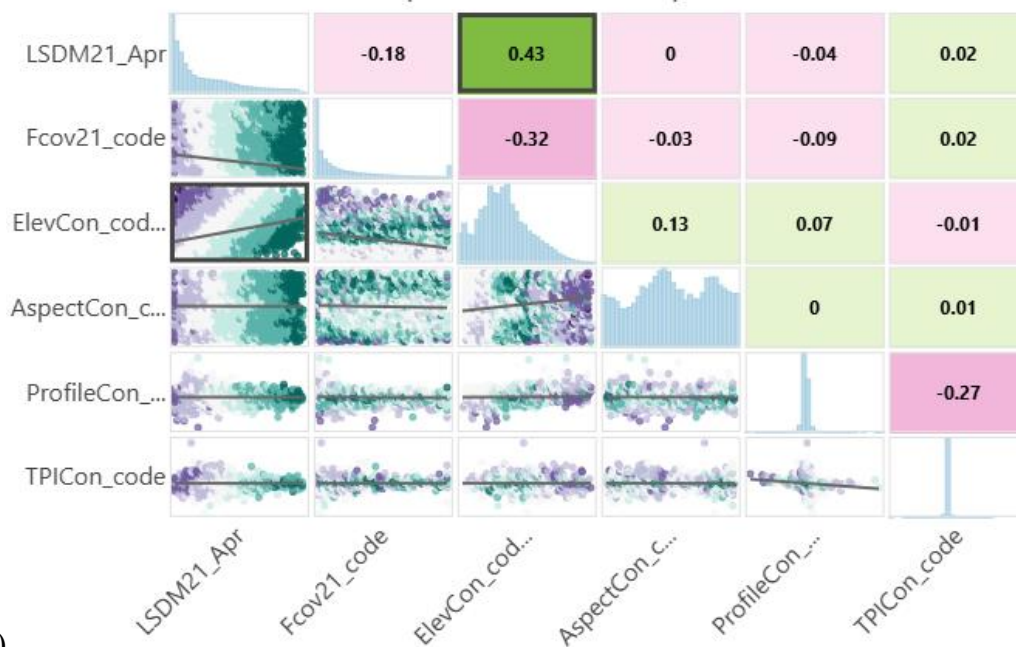 LSDM21_Apr -0.18 0.43 0 -0.04 0.02
Fcov21_code -0.32 -0.03 -0.09 0.02
ElevCon_cod... 0.13 0.07 -0.01
AspectCon_c... 0 0.01
ProfileCon_... -0.27
TPICon_code
LSDM21_Apr Fcov21_code ElevCon_cod... AspectCon_c... ProfileCon_... TPICon_code
)